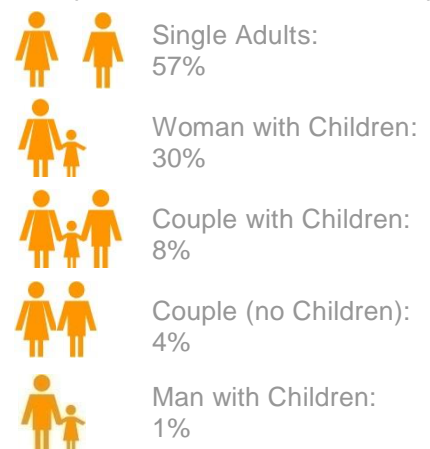 Single Adults:
57%
Woman with Children:
30%
Couple with Children:
8%
Couple (no Children):
4%
Man with Children:
1%